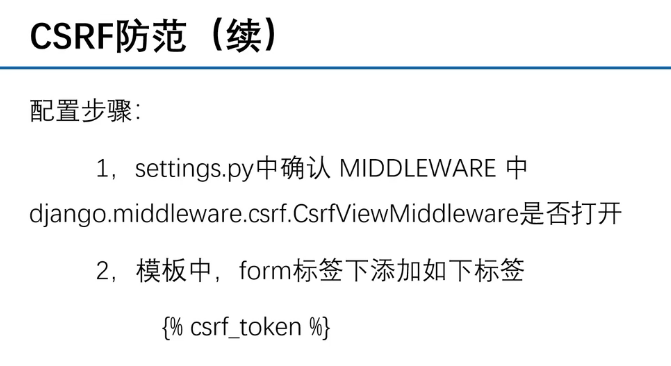 CSRF防范（续）
配置步骤：
1，settings.py中确认 MIDDLEWARE 中
django.middleware.csrf.CsrfViewMiddleware是否打开
2，模板中，form标签下添加如下标签
{% csrf_token %}